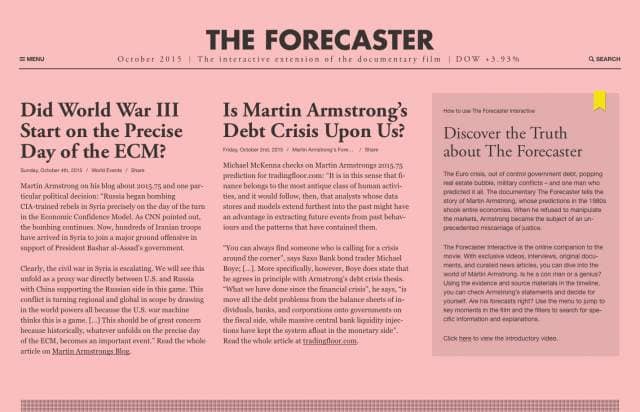 THE FORECASTER
MENU
October 2015 | The interactive extension of the documentary film | DOW +3.93%
SEARCH
Did World War III
Start on the Precise
Day of the ECM?
Sunday, October 4th, 2015 / World Events / Share
Martin Armstrong on his blog about 2015.75 and one par-
ticular political decision: "Russia began bombing
CIA-trained rebels in Syria precisely on the day of the turn
in the Economic Confidence Model. As CNN pointed out,
the bombing continues. Now, hundreds of Iranian troops
have arrived in Syria to join a major ground offensive in
support of President Bashar al-Assad's government.
Clearly, the civil war in Syria is escalating. We will see this
unfold as a proxy war directly between U.S. and Russia
with China supporting the Russian side in this game. This
conflict is turning regional and global in scope by drawing
in the world powers all because the U.S. war machine
thinks this is a game. [...] This should be of great concern
because historically, whatever unfolds on the precise day
of the ECM, becomes an important event." Read the whole
article on Martin Armstrongs Blog.
Is Martin Armstrong's
Debt Crisis Upon Us?
Friday, October 2nd, 2015 / Martin Armstrong's Fore... / Share
Michael McKenna checks on Martin Armstrongs 2015.75
prediction for tradingfloor.com: "It is in this sense that fi-
nance belongs to the most antique class of human activi-
ties, and it would follow, then, that analysts whose data
stores and models extend furthest into the past might have
an advantage in extracting future events from past behav-
iours and the patterns that have contained them.
"You can always find someone who is calling for a crisis
around the corner", says Saxo Bank bond trader Michael
Boye; [...]. More specifically, however, Boye does state that
he agrees in principle with Armstrong's debt crisis thesis.
"What we have done since the financial crisis", he says, "is
move all the debt problems from the balance sheets of in-
dividuals, banks, and corporations onto governments on
the fiscal side, while massive central bank liquidity injec-
tions have kept the system afloat in the monetary side".
Read the whole article at tradingfloor.com.
How to use The Forecaster Interactive
Discover the Truth
about The Forecaster
The Euro crisis, out of control government debt, popping
real estate bubble, military conflicts – and one man who
predicted it all. The documentary The Forecaster tells the
story of Martin Armstrong, whose predictions in the 1980s
shook entire economies. When he refused to manipulate
the markets, Armstrong became the subject of an un-
precedented miscarriage of justice.
The Forecaster Interactive is the online companion to the
movie. With exclusive videos, interviews, original docu-
ments, and curated news articles, you can dive into the
world of Martin Armstrong. Is he a con man or a genius?
Using the evidence and source materials in the timeline,
you can check Armstrong's statements and decide for
yourself. Are his forecasts right? Use the menu to jump to
key moments in the film and the filters to search for spe-
cific information and explanations.
Click here to view the introductory video.